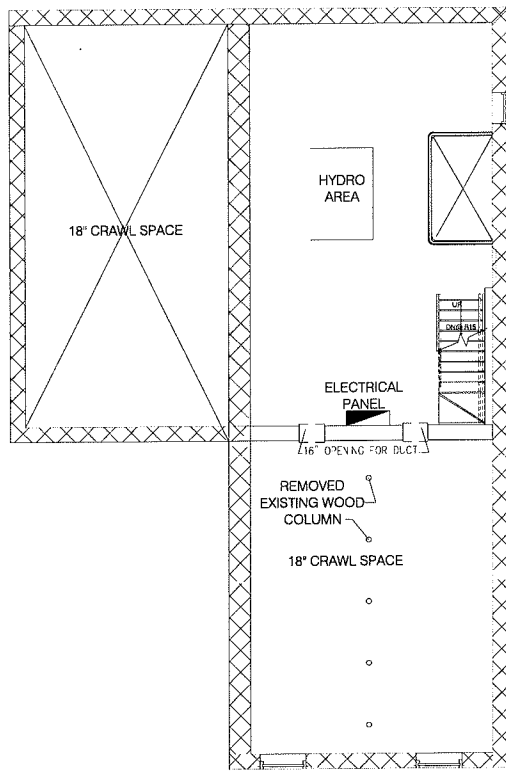 HYDRO
AREA
18" CRAWL SPACE
UP
ELECTRICAL
PANEL
16" OPENING FOR DUCT
REMOVED
EXISTING WOOD
COLUMN
18" CRAWL SPACE